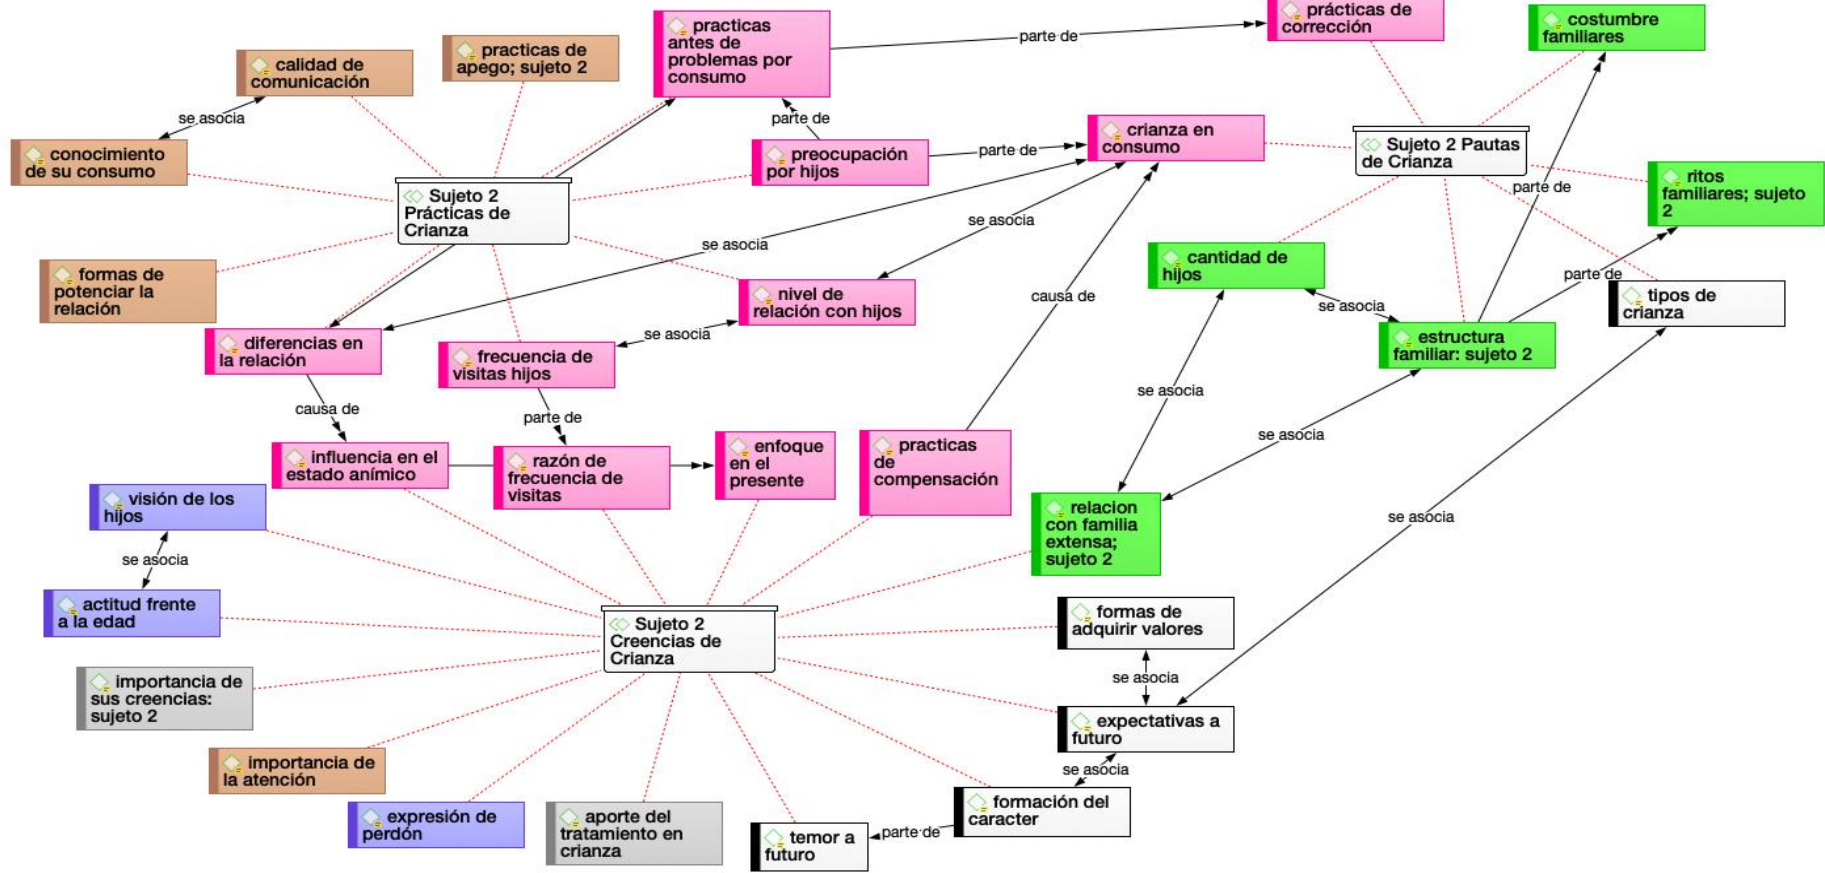 practicas
antes de
problemas por
consumo
prácticas de
corrección
costumbre
familiares
parte de
practicas de
apego; sujeto 2
calidad de
comunicación
se asocia
parte de
conocimiento
de su consumo
preocupación
por hijos
parte de
crianza en
consumo
Sujeto 2 Pautas
de Crianza
ritos
familiares; sujeto
2
parte de
Sujeto 2
Prácticas de
Crianza
se asocia
se asocia
formas de
potenciar la
relación
nivel de
relación con hijos
causa de
cantidad de
hijos
parte de
tipos de
crianza
se asocia
estructura
familiar: sujeto 2
diferencias en
la relación
se asocia
frecuencia de
visitas hijos
causa de
parte de
se asocia
se asocia
influencia en el
estado anímico
razón de
frecuencia de
visitas
enfoque
en el
presente
practicas
de
compensación
visión de los
hijos
se asocia
relacion
con familia
extensa;
sujeto 2
se asocia
actitud frente
a la edad
Sujeto 2
Creencias de
Crianza
formas de
adquirir valores
se asocia
importancia de
sus creencias:
sujeto 2
expectativas a
futuro
importancia de
la atención
se asocia
expresión de
perdón
aporte del
tratamiento en
crianza
formación del
caracter
parte de
temor a
futuro